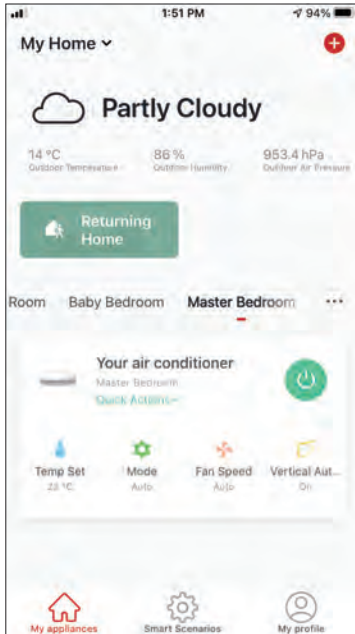 1:51 PM
94%
My Home
Partly Cloudy
14 °C
86 %
953.4 hPa
Outdoor Temperature
Outdoor Humidity
Outdoor Air Pressure
Returning
Home
Room
Baby Bedroom
Master Bedroom
...
Your air conditioner
Master Bedroom
Quick Actions
Temp Set
Mode
Fan Speed
Vertical Aut...
Auto
Auto
On
My appliances
Smart Scenarios
My profile